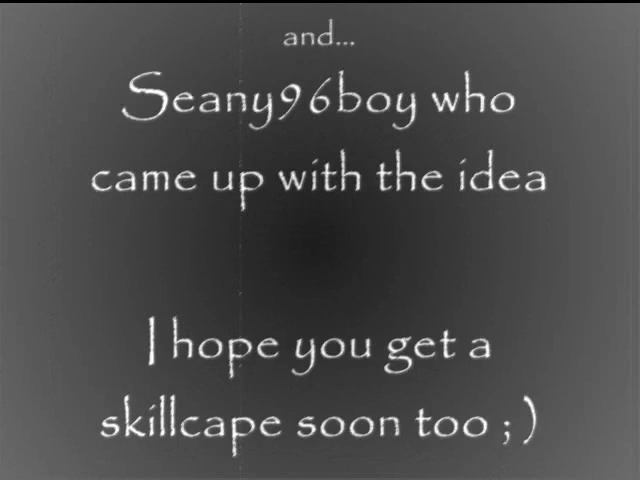 and...
Seany96boy who
came up with the idea
I hope you get a
skillcape soon too ; )